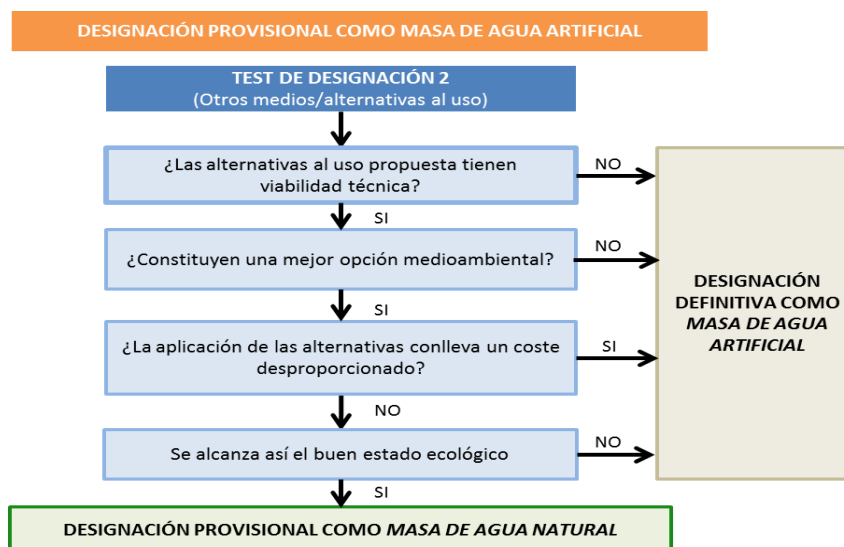 DESIGNACIÓN PROVISIONAL COMO MASA DE AGUA ARTIFICIAL
TEST DE DESIGNACIÓN 2
(Otros medios/alternativas al uso)
¿Las alternativas al uso propuesta tienen
viabilidad técnica?
NO
SI
¿Constituyen una mejor opción medioambiental?
NO
SI
¿La aplicación de las alternativas conlleva un coste
desproporcionado?
SI
NO
Se alcanza así el buen estado ecológico
NO
SI
DESIGNACIÓN
DEFINITIVA COMO
MASA DE AGUA
ARTIFICIAL
DESIGNACIÓN PROVISIONAL COMO MASA DE AGUA NATURAL